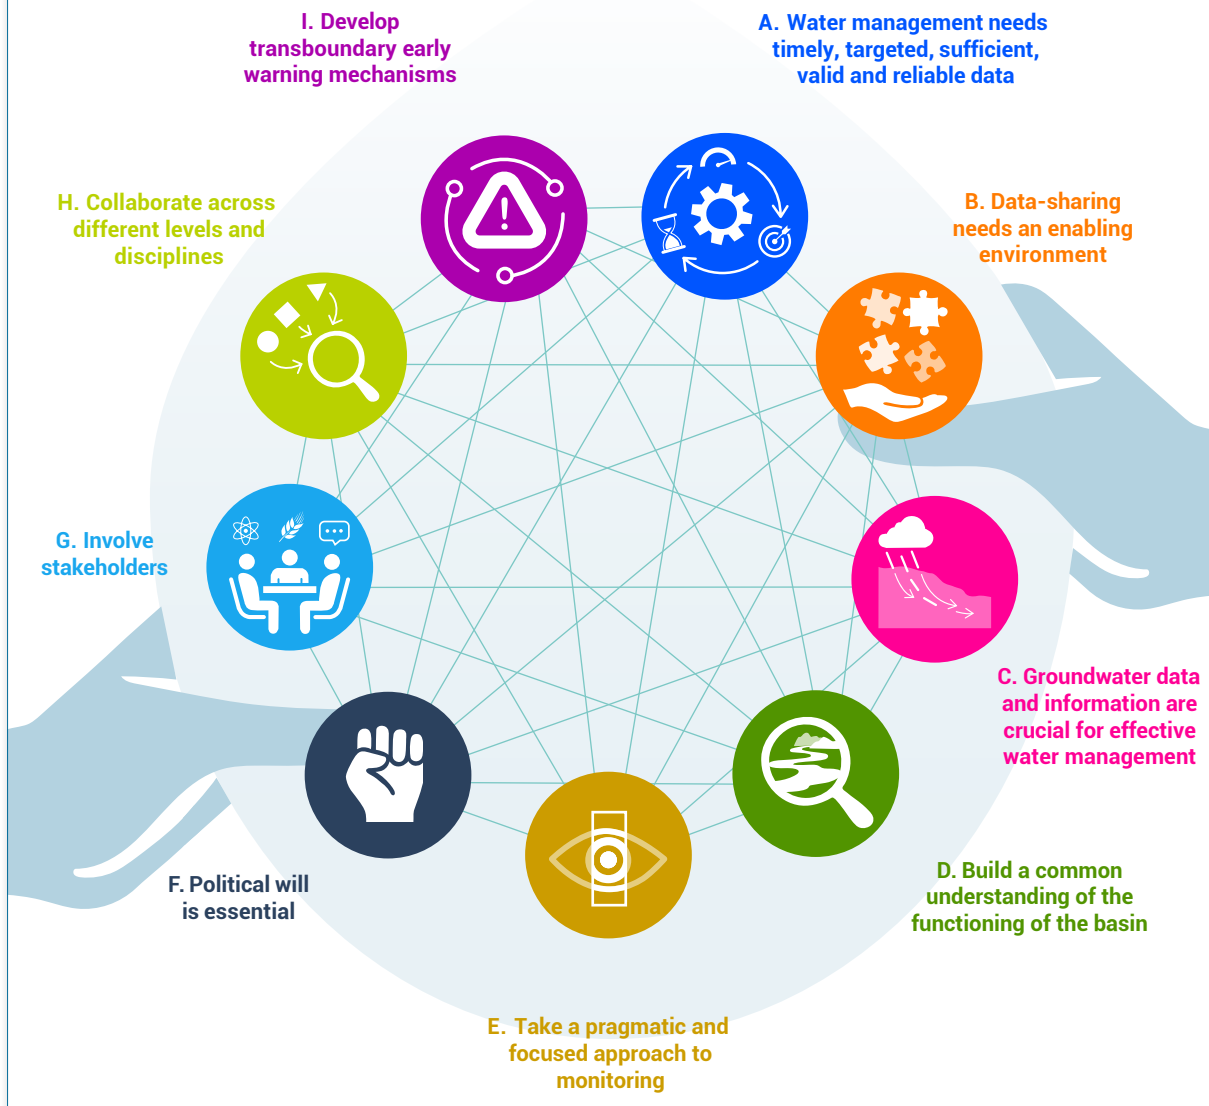 I. Develop
transboundary early
warning mechanisms
A. Water management needs
timely, targeted, sufficient,
valid and reliable data
H. Collaborate across
different levels and
disciplines
B. Data-sharing
needs an enabling
environment
G. Involve
stakeholders
C. Groundwater data
and information are
crucial for effective
water management
F. Political will
is essential
D. Build a common
understanding of the
functioning of the basin
E. Take a pragmatic and
focused approach to
monitoring